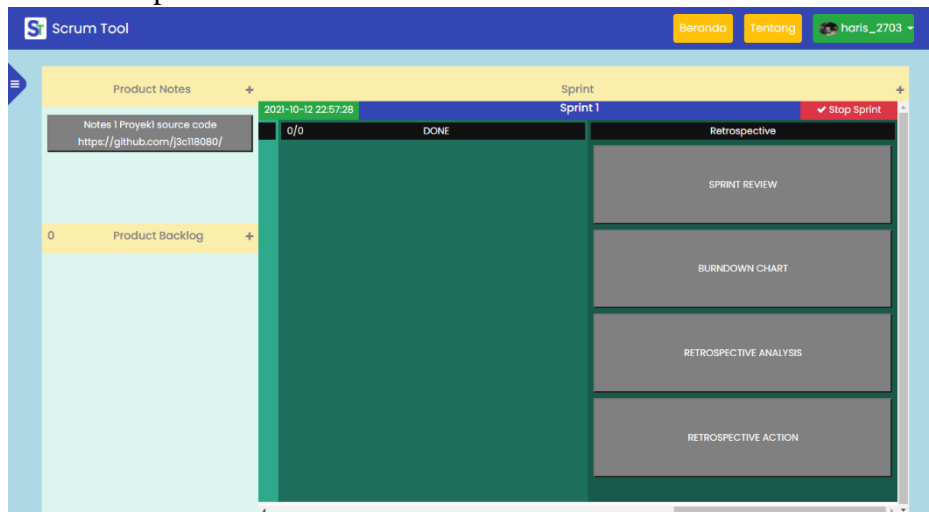 ST Scrum Tool
Beranda
Tentang
haris_2703
Product Notes +
Sprint +
2021-10-12 22:57:28
Sprint 1
Stop Sprint
Notes 1 Proyek1 source code
https://github.com/j3c118080/
0/0 DONE
Retrospective
SPRINT REVIEW
BURNDOWN CHART
RETROSPECTIVE ANALYSIS
RETROSPECTIVE ACTION
0 Product Backlog +